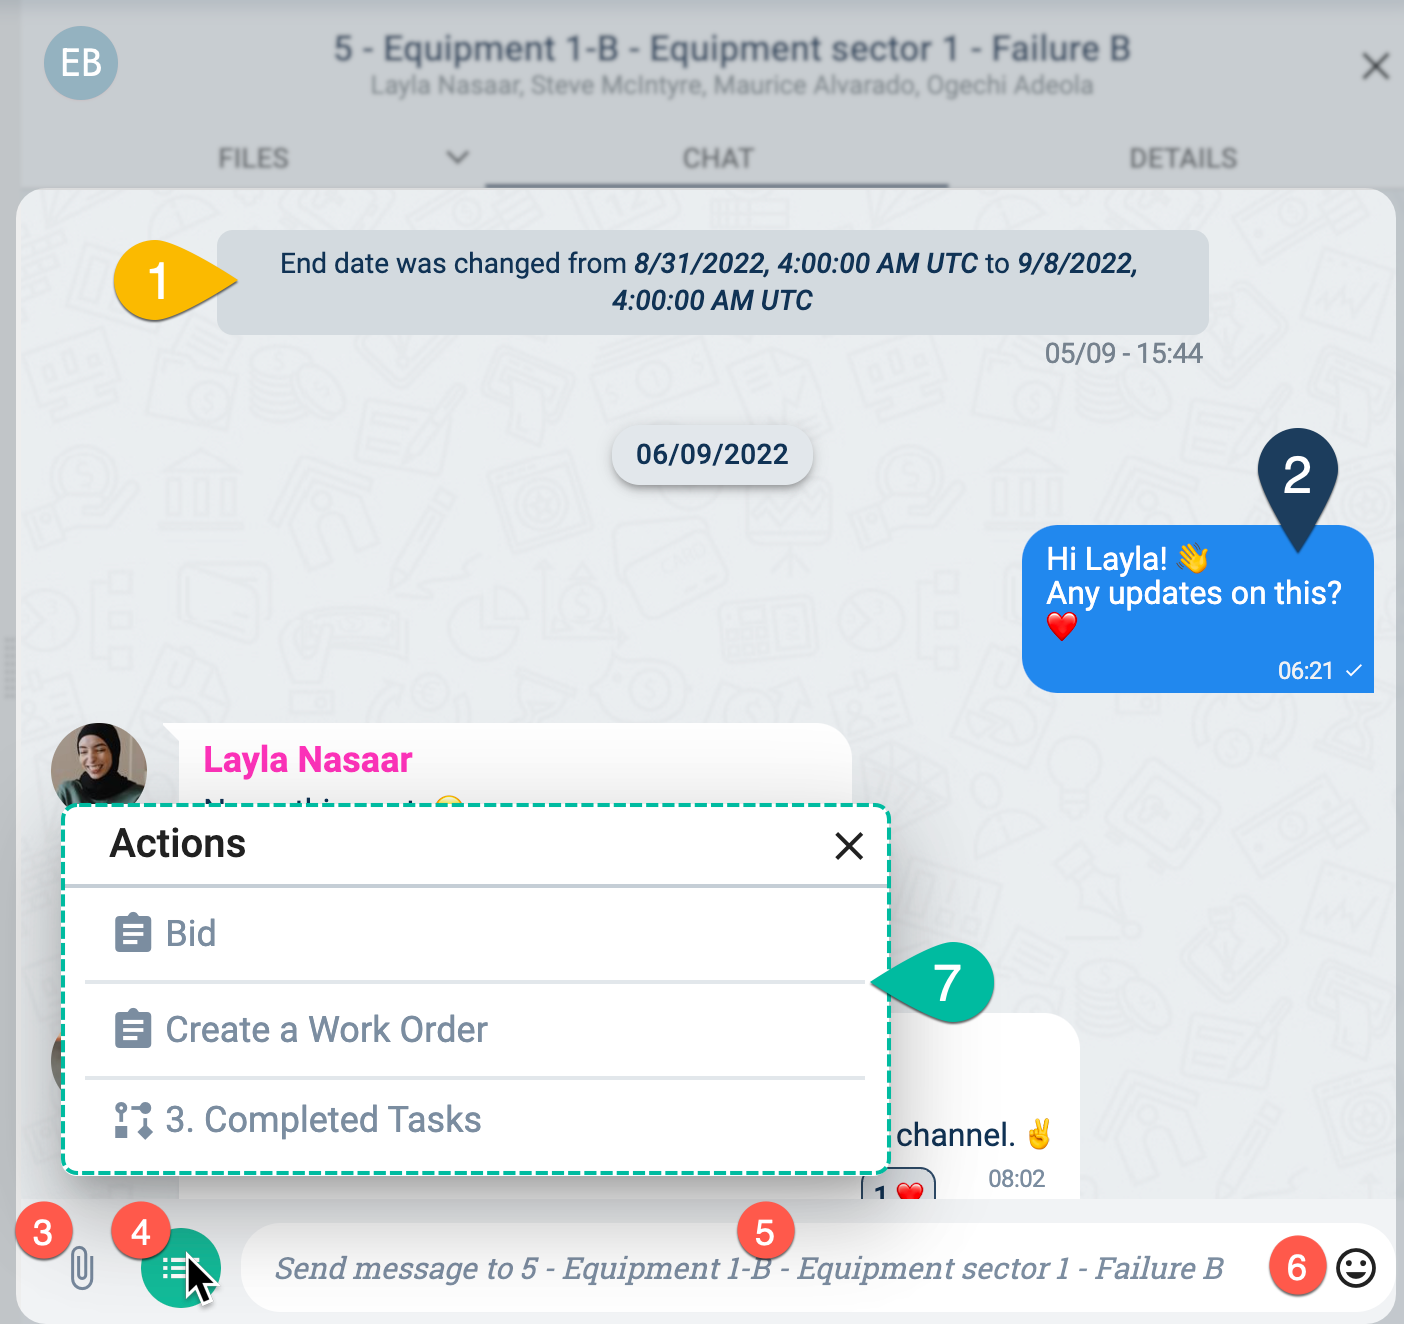 EB
5 - Equipment 1-B - Equipment sector 1 - Failure B
Layla Nasaar, Steve McIntyre, Maurice Alvarado, Ogechi Adeola
FILES
CHAT
DETAILS
1
End date was changed from 8/31/2022, 4:00:00 AM UTC to 9/8/2022,
4:00:00 AM UTC
05/09 - 15:44
06/09/2022
2
Hi Layla! 👋
Any updates on this?
❤️
06:21
Layla Nasaar
Actions
Bid
7
Create a Work Order
3. Completed Tasks
channel. ✌️
08:02
1 ❤️
3
4
5
Send message to 5 - Equipment 1-B - Equipment sector 1 - Failure B
6